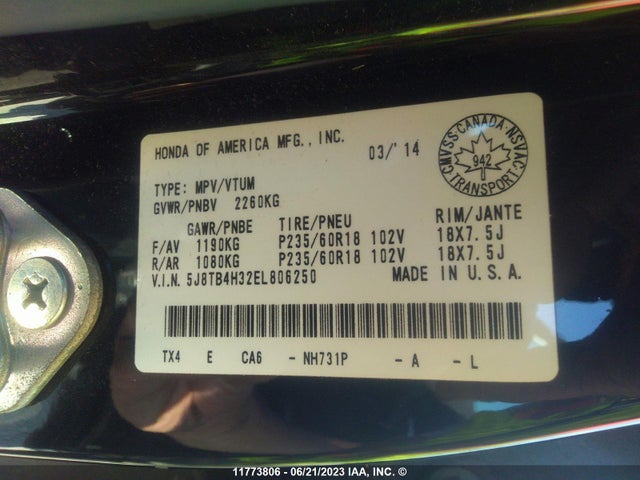 HONDA OF AMERICA MFG., INC.
03/'14
CMVSS·CANADA·NSVAC
942
TRANSPORT
TYPE: MPV/VTUM
GVWR/PNBV 2260KG
GAWR/PNBE TIRE/PNEU RIM/JANTE
F/AV 1190KG P235/60R18 102V 18X7.5J
R/AR 1080KG P235/60R18 102V 18X7.5J
V.I.N. 5J8TB4H32EL806250 MADE IN U.S.A.
TX4 E CA6 - NH731P - A - L
11773806 - 06/21/2023 IAA, INC. ©